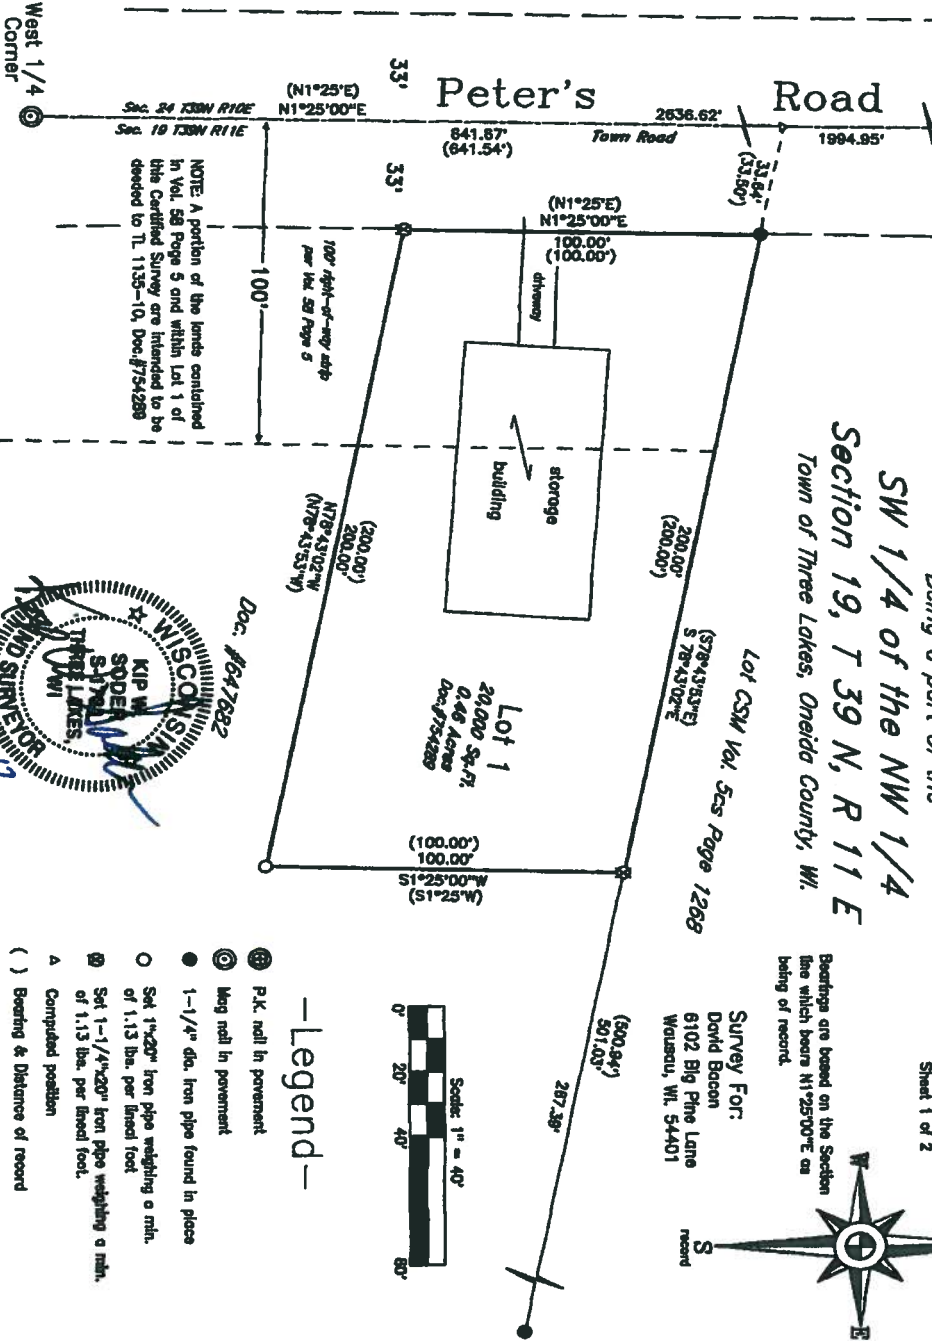 Sheet 1 of 2
SW 1/4 of the NW 1/4
Section 19, T 39 N, R 11 E
Town of Three Lakes, Oneida County, WI.
Bearings are based on the Section
line which bears N1°25'00"E as
being of record.
W
S
E
record
Survey For:
David Bacon
6102 Big Pine Lane
Wausau, WI. 54401
Peter's Road
1994.95'
2636.62'
Town Road
641.67'
(641.54')
(N1°25'E)
N1°25'00"E
Sec. 24 T39N R10E
Sec. 19 T39N R11E
West 1/4
Corner
33'
33'
33.64'
(33.50')
(N1°25'E)
N1°25'00"E
100.00'
(100.00')
driveway
storage
building
100'
100' right-of-way strip
per Vol. 58 Page 5
NOTE: A portion of the lands contained
in Vol. 58 Page 5 and within Lot 1 of
this Certified Survey are intended to be
deeded to TL 1135-10, Doc.#754289
200.00'
(200.00')
(S78°43'53"E)
S 78°43'02"E
Lot CSM Vol. 5cs Page 1268
(200.00')
200.00'
N78°43'02"W
(N78°43'53"W)
Lot 1
20,000 Sq.Ft.
0.46 Acres
Doc.#754289
(100.00')
100.00'
S1°25'00"W
(S1°25'W)
(500.84')
501.03'
267.39'
Doc. #647682
WISCONSIN
KIP W.
SODER
THREE LAKES,
WI
LAND SURVEYOR
Scale: 1" = 40'
0'
20'
40'
80'
-Legend-
P.K. nail in pavement
Mag nail in pavement
1-1/4" dia. iron pipe found in place
Set 1"x20" iron pipe weighing a min.
of 1.13 lbs. per lineal foot
Set 1-1/4"x20" iron pipe weighing a min.
of 1.13 lbs. per lineal foot.
Computed position
( ) Bearing & Distance of record